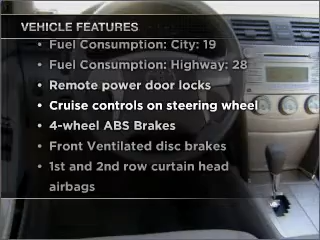 VEHICLE FEATURES
• Fuel Consumption: City: 19
• Fuel Consumption: Highway: 28
• Remote power door locks
• Cruise controls on steering wheel
• 4-wheel ABS Brakes
• Front Ventilated disc brakes
• 1st and 2nd row curtain head
airbags